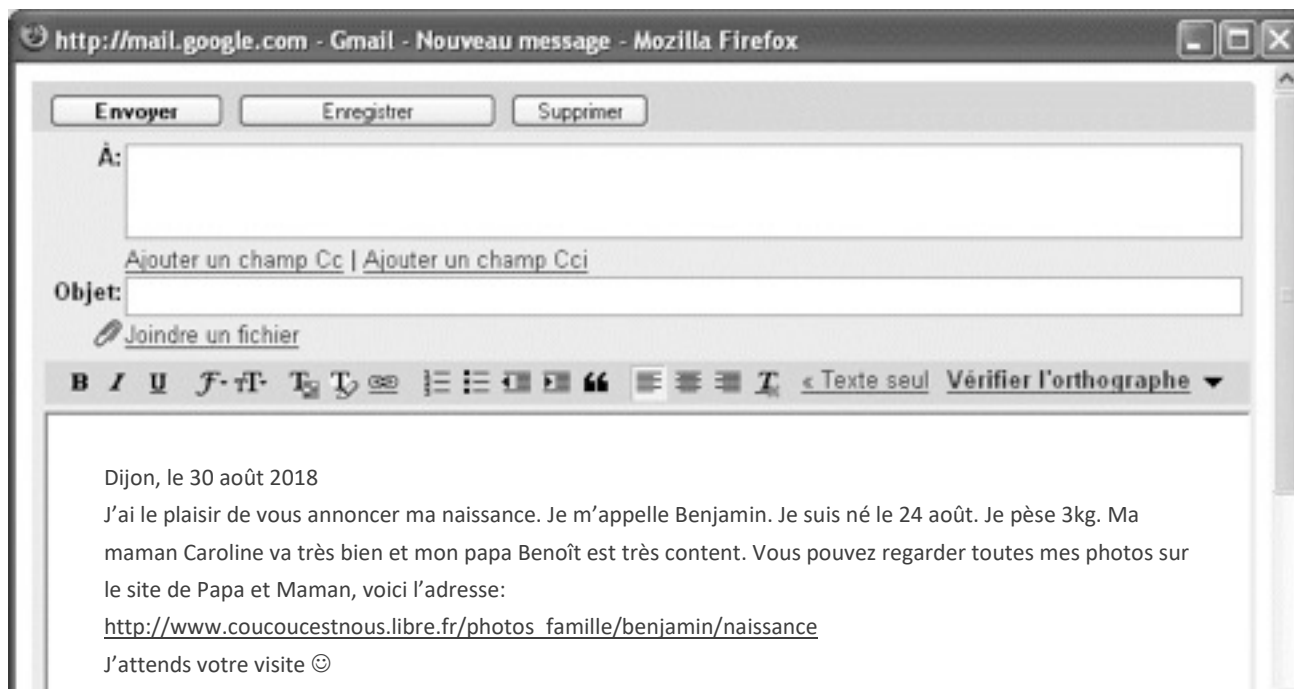 http://mail.google.com - Gmail - Nouveau message - Mozilla Firefox
Envoyer Enregistrer Supprimer
À:
Ajouter un champ Cc | Ajouter un champ Cci
Objet:
Joindre un fichier
B I U F T T T T « Texte seul Vérifier l'orthographe
Dijon, le 30 août 2018
J’ai le plaisir de vous annoncer ma naissance. Je m’appelle Benjamin. Je suis né le 24 août. Je pèse 3kg. Ma
maman Caroline va très bien et mon papa Benoît est très content. Vous pouvez regarder toutes mes photos sur
le site de Papa et Maman, voici l’adresse:
http://www.coucoucestnous.libre.fr/photos_famille/benjamin/naissance
J’attends votre visite ☺